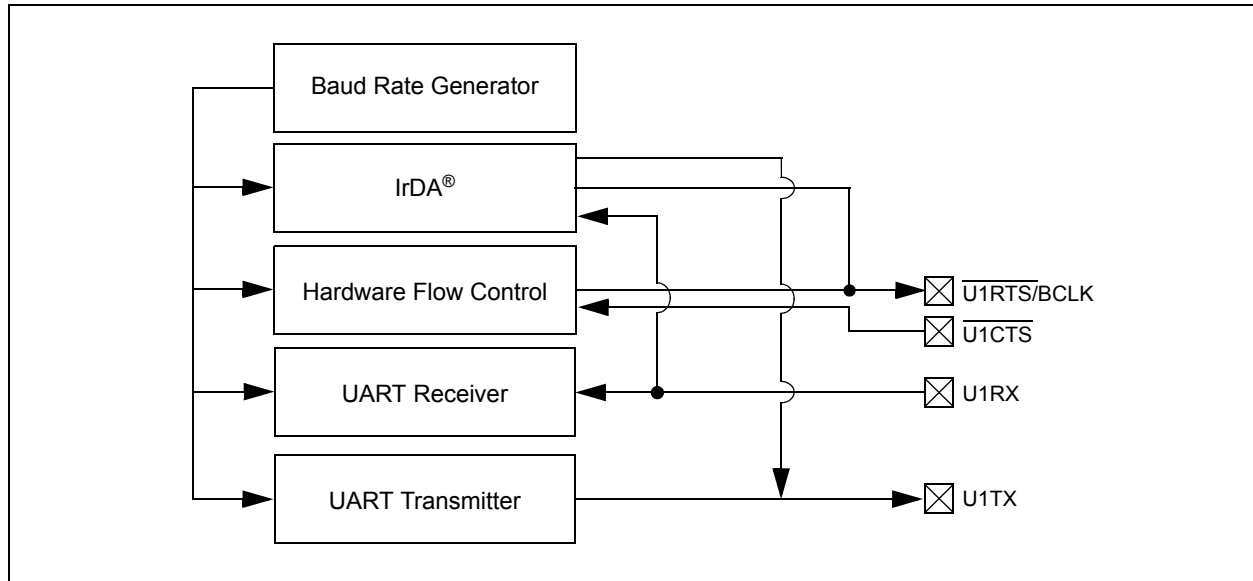 Baud Rate Generator
IrDA®
Hardware Flow Control
U1RTS/BCLK
U1CTS
UART Receiver
U1RX
UART Transmitter
U1TX